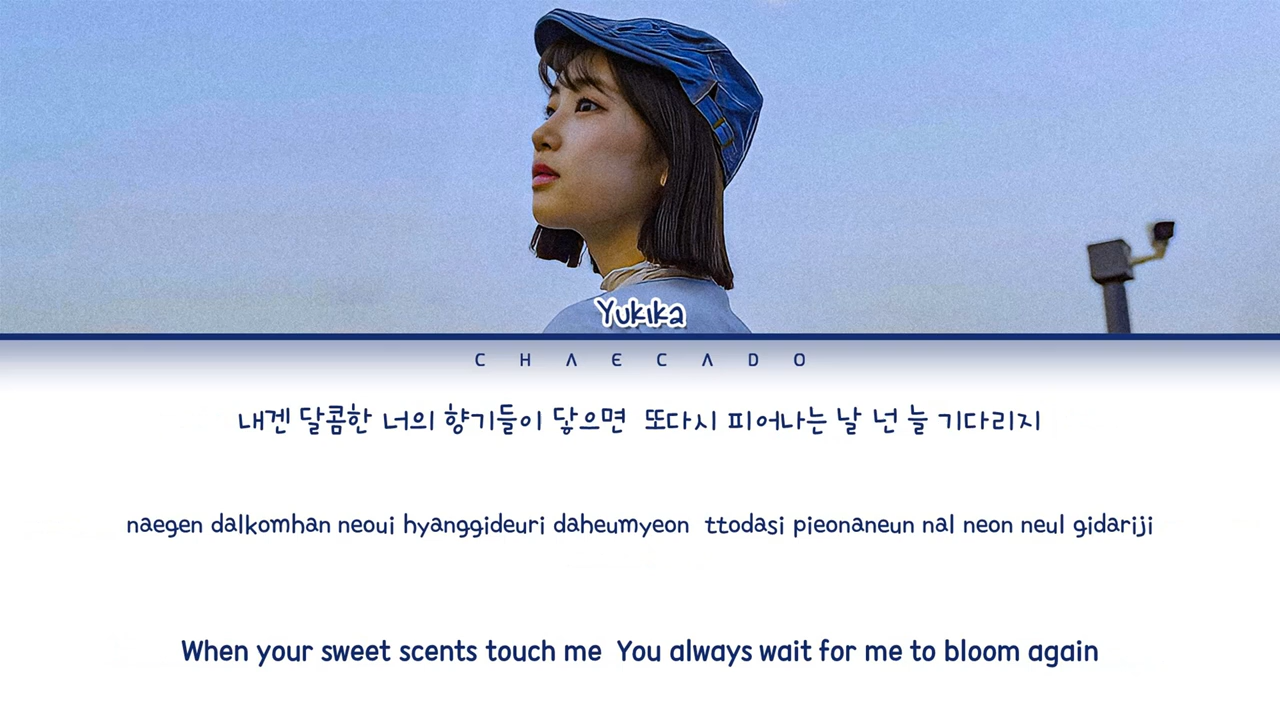 Yukika
CHAECADO
내겐 달콤한 너의 향기들이 닿으면 또다시 피어나는 날 넌 늘 기다리지
naegen dalkomhan neoui hyanggideuri daheumyeon ttodasi pieonaneun nal neon neul gidariji
When your sweet scents touch me You always wait for me to bloom again